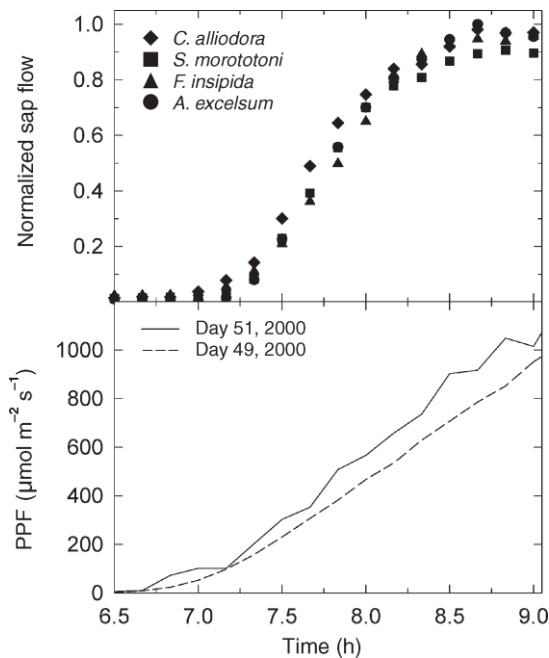 Normalized sap flow
1.0
0.8
0.6
0.4
0.2
C. alliodora
S. morototoni
F. insipida
A. excelsum
PPF (μmol m⁻² s⁻¹)
1000
800
600
400
200
0
Day 51, 2000
Day 49, 2000
6.5 7.0 7.5 8.0 8.5 9.0
Time (h)